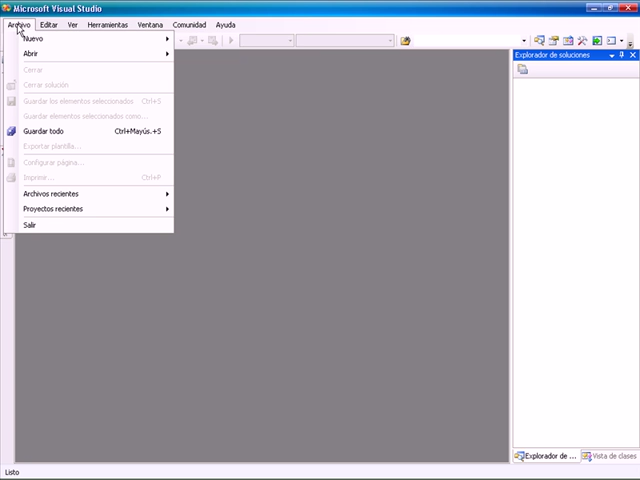 Microsoft Visual Studio
Archivo Editar Ver Herramientas Ventana Comunidad Ayuda
Nuevo
Abrir
Cerrar
Cerrar solución
Guardar los elementos seleccionados Ctrl+S
Guardar elementos seleccionados como...
Guardar todo Ctrl+Mayús.+S
Exportar plantilla...
Configurar página...
Imprimir... Ctrl+P
Archivos recientes
Proyectos recientes
Salir
Explorador de soluciones
Explorador de ... Vista de clases
Listo